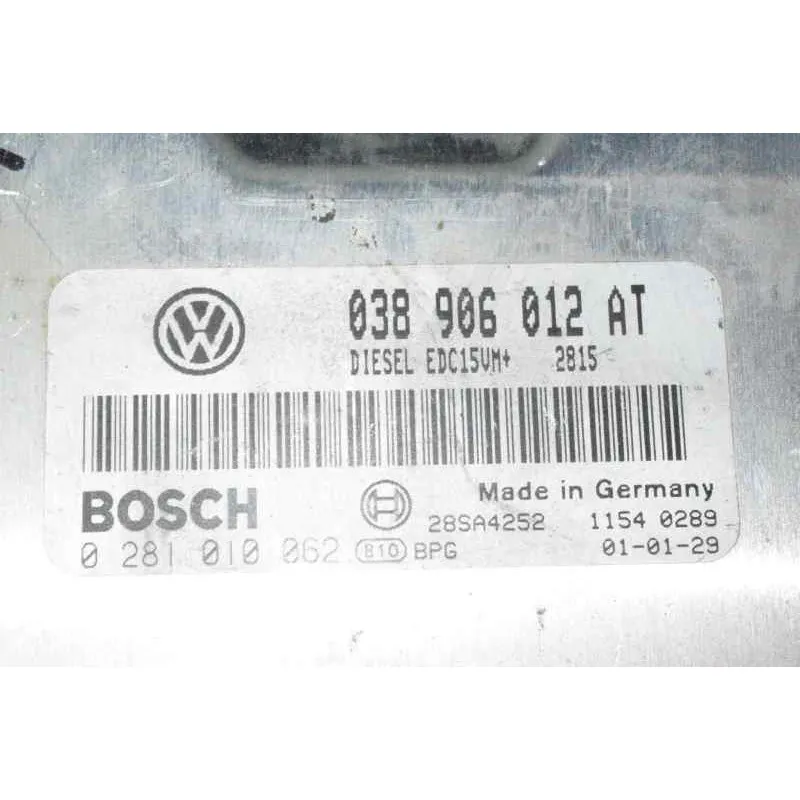 038 906 012 AT
DIESEL EDC15VM+ 2815
BOSCH
Made in Germany
28SA4252 1154 0289
0 281 010 062 810 BPG 01-01-29